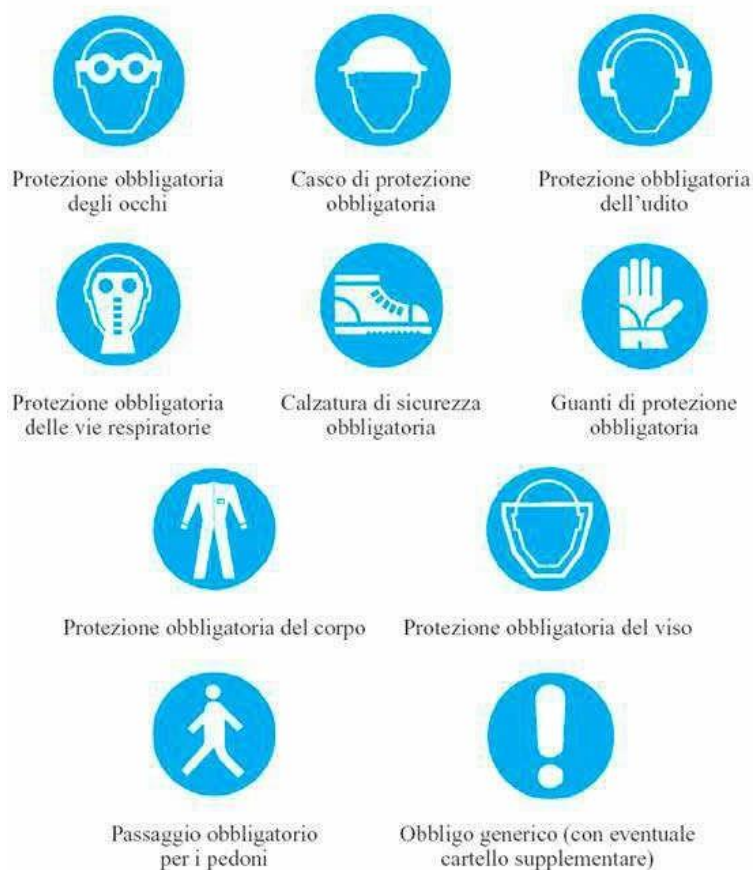 Protezione obbligatoria
degli occhi
Casco di protezione
obbligatoria
Protezione obbligatoria
dell'udito
Protezione obbligatoria
delle vie respiratorie
Calzatura di sicurezza
obbligatoria
Guanti di protezione
obbligatoria
Protezione obbligatoria del corpo
Protezione obbligatoria del viso
Passaggio obbligatorio
per i pedoni
Obbligo generico (con eventuale
cartello supplementare)